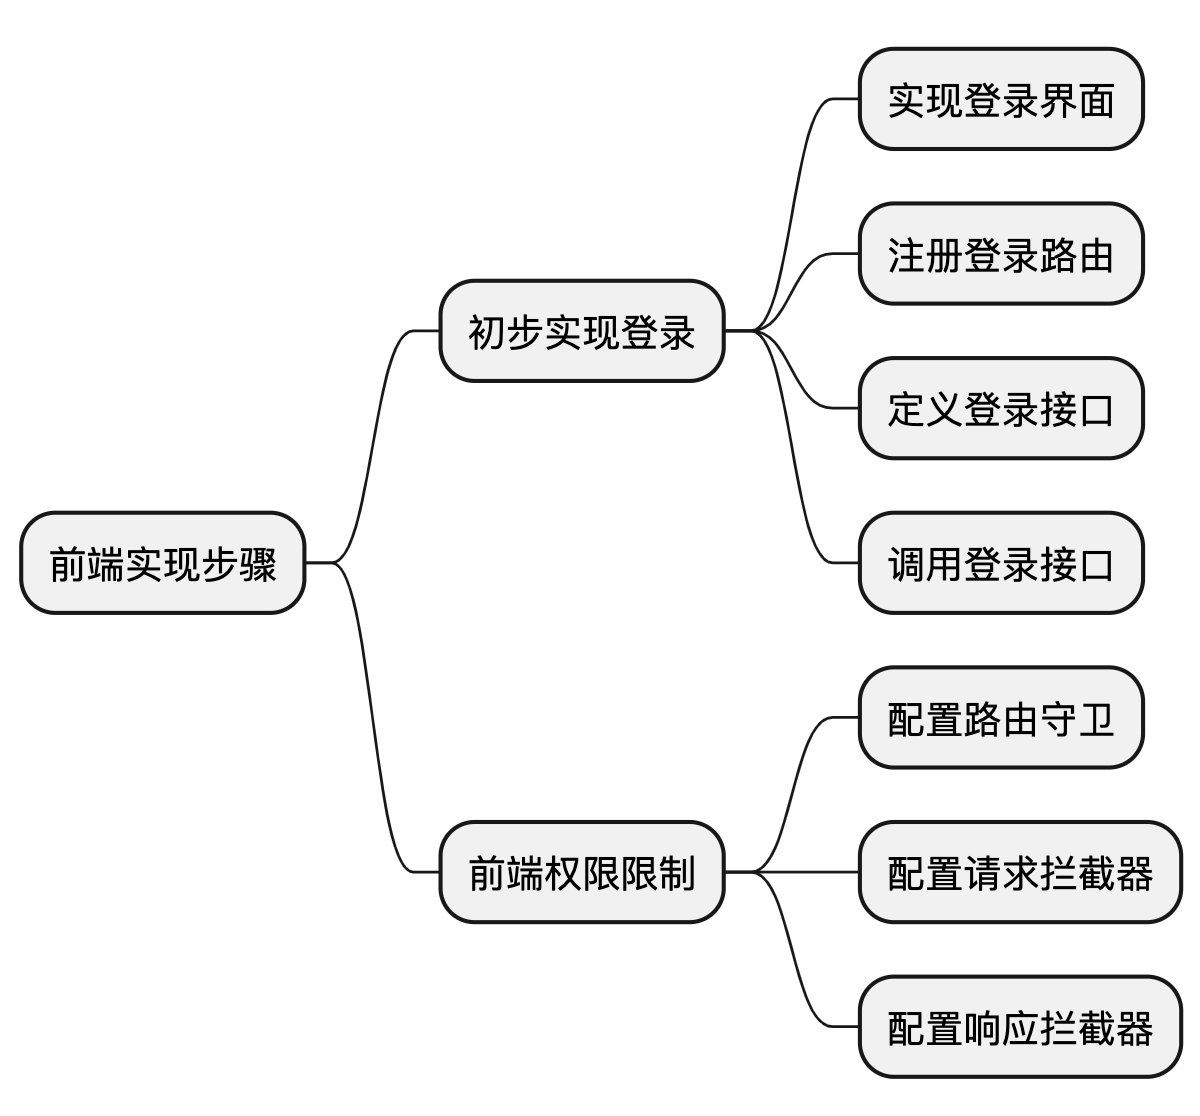 前端实现步骤
初步实现登录
实现登录界面
注册登录路由
定义登录接口
调用登录接口
前端权限限制
配置路由守卫
配置请求拦截器
配置响应拦截器